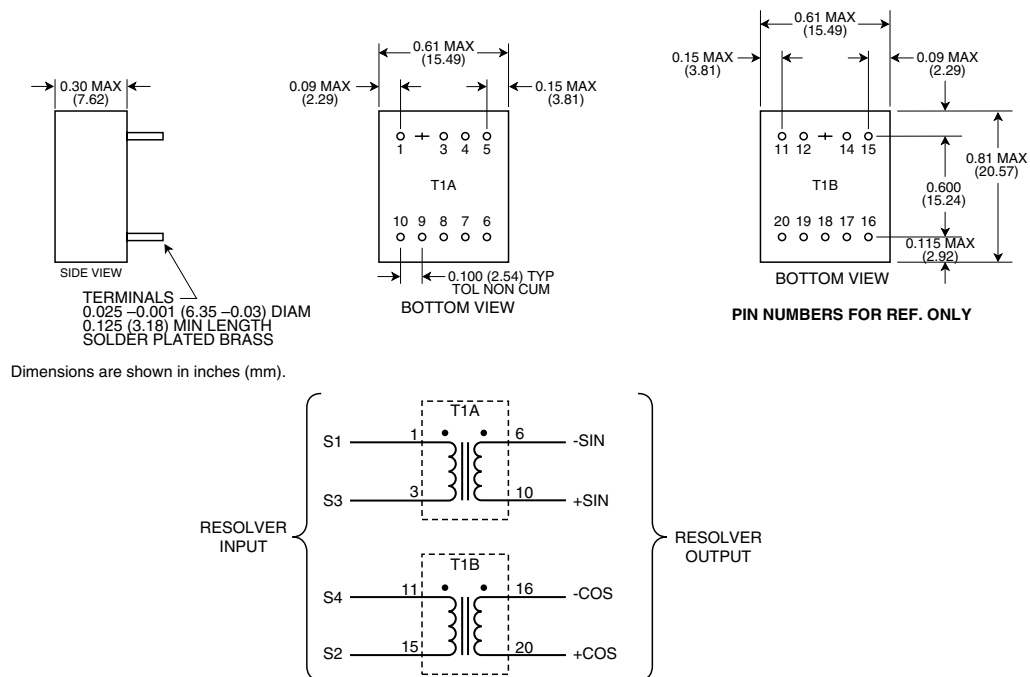 0.30 MAX
(7.62)
SIDE VIEW
TERMINALS
0.025 –0.001 (6.35 –0.03) DIAM
0.125 (3.18) MIN LENGTH
SOLDER PLATED BRASS
0.61 MAX
(15.49)
0.09 MAX
(2.29)
0.15 MAX
(3.81)
1 3 4 5
T1A
10 9 8 7 6
0.100 (2.54) TYP
TOL NON CUM
BOTTOM VIEW
0.61 MAX
(15.49)
0.15 MAX
(3.81)
0.09 MAX
(2.29)
11 12 14 15
T1B
20 19 18 17 16
0.81 MAX
(20.57)
0.600
(15.24)
0.115 MAX
(2.92)
BOTTOM VIEW
PIN NUMBERS FOR REF. ONLY
Dimensions are shown in inches (mm).
T1A
S1 1 6 -SIN
S3 3 10 +SIN
RESOLVER
INPUT
RESOLVER
OUTPUT
T1B
S4 11 16 -COS
S2 15 20 +COS